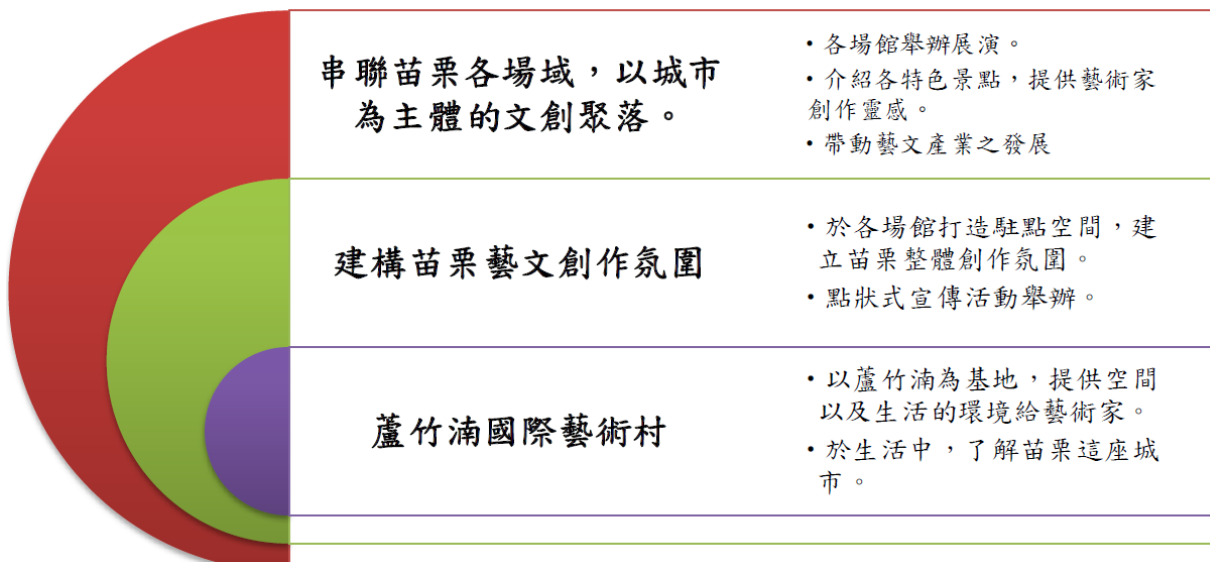 串聯苗栗各場域，以城市
為主體的文創聚落。
• 各場館舉辦展演。
• 介紹各特色景點，提供藝術家
創作靈感。
• 帶動藝文產業之發展
建構苗栗藝文創作氛圍
• 於各場館打造駐點空間，建
立苗栗整體創作氛圍。
• 點狀式宣傳活動舉辦。
蘆竹湳國際藝術村
• 以蘆竹湳為基地，提供空間
以及生活的環境給藝術家。
• 於生活中，了解苗栗這座城
市。